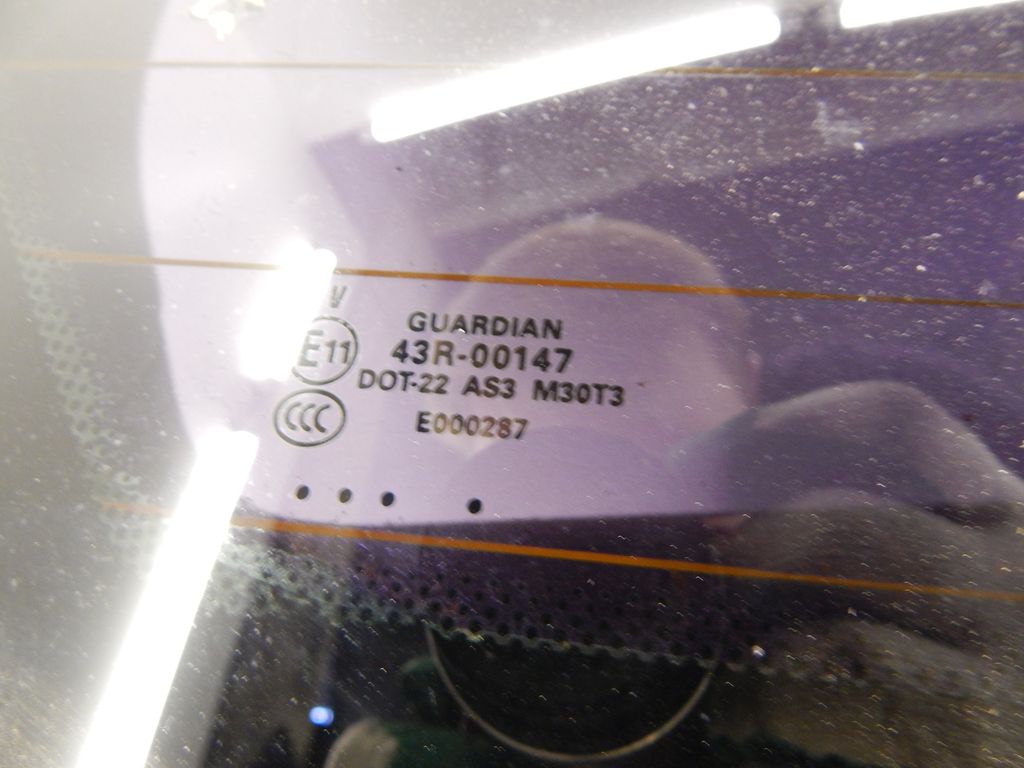 V
GUARDIAN
E11 43R-00147
DOT-22 AS3 M30T3
CCC E000287